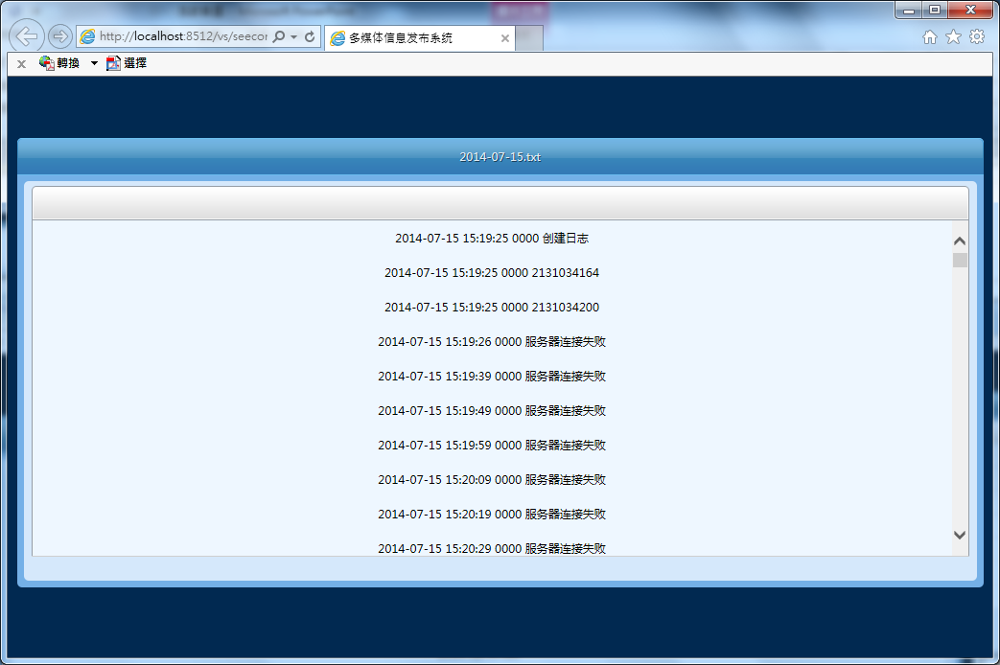 http://localhost:8512/vs/seecor
多媒体信息发布系统
轉換
選擇
2014-07-15.txt
2014-07-15 15:19:25 0000 创建日志
2014-07-15 15:19:25 0000 2131034164
2014-07-15 15:19:25 0000 2131034200
2014-07-15 15:19:26 0000 服务器连接失败
2014-07-15 15:19:39 0000 服务器连接失败
2014-07-15 15:19:49 0000 服务器连接失败
2014-07-15 15:19:59 0000 服务器连接失败
2014-07-15 15:20:09 0000 服务器连接失败
2014-07-15 15:20:19 0000 服务器连接失败
2014-07-15 15:20:29 0000 服务器连接失败